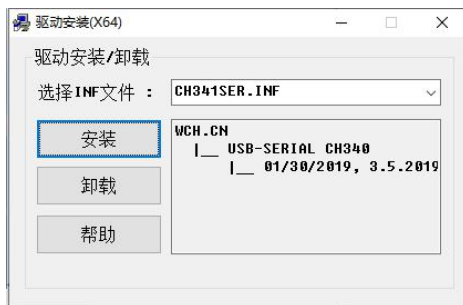 驱动安装(X64)
驱动安装/卸载
选择INF文件 : CH341SER.INF
安装
卸载
帮助
WCH.CN
|__ USB-SERIAL CH340
|__ 01/30/2019, 3.5.2019